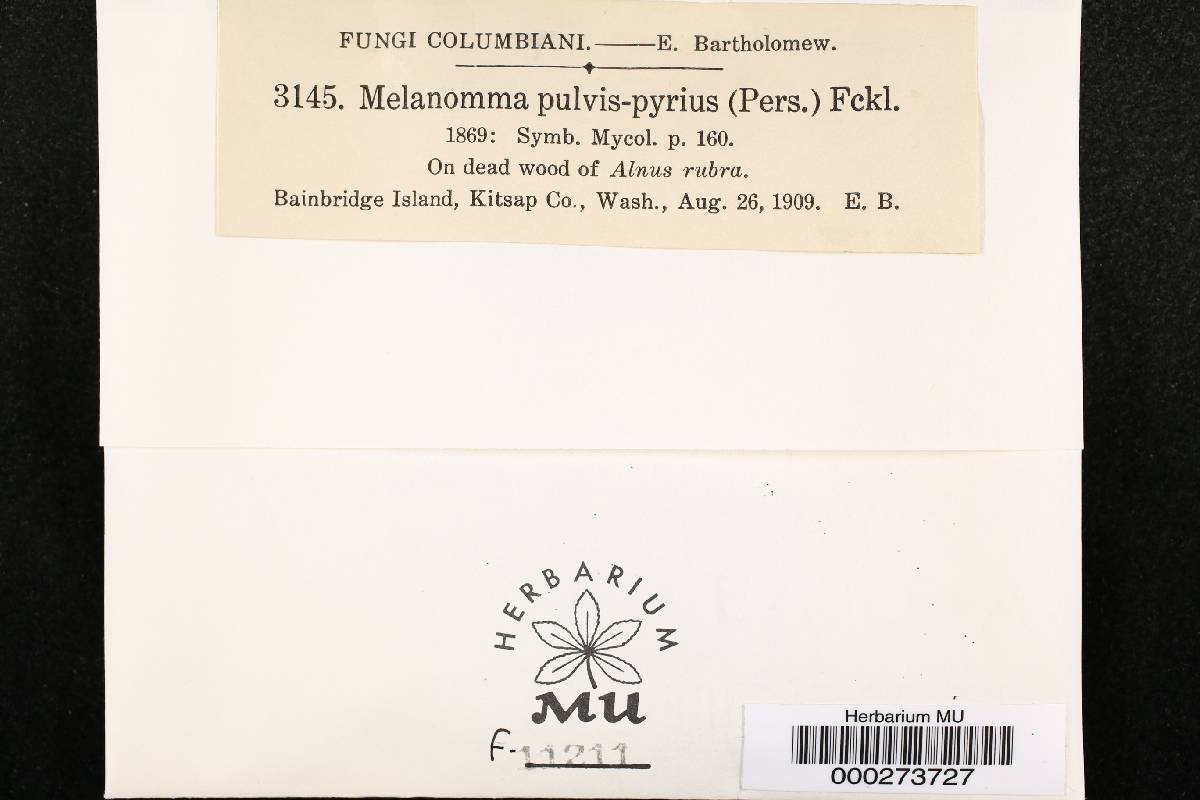 FUNGI COLUMBIANI.——E. Bartholomew.
3145. Melanomma pulvis-pyrius (Pers.) Fckl.
1869: Symb. Mycol. p. 160.
On dead wood of Alnus rubra.
Bainbridge Island, Kitsap Co., Wash., Aug. 26, 1909. E. B.
HERBARIUM
MU
F-11211
Herbarium MU
000273727